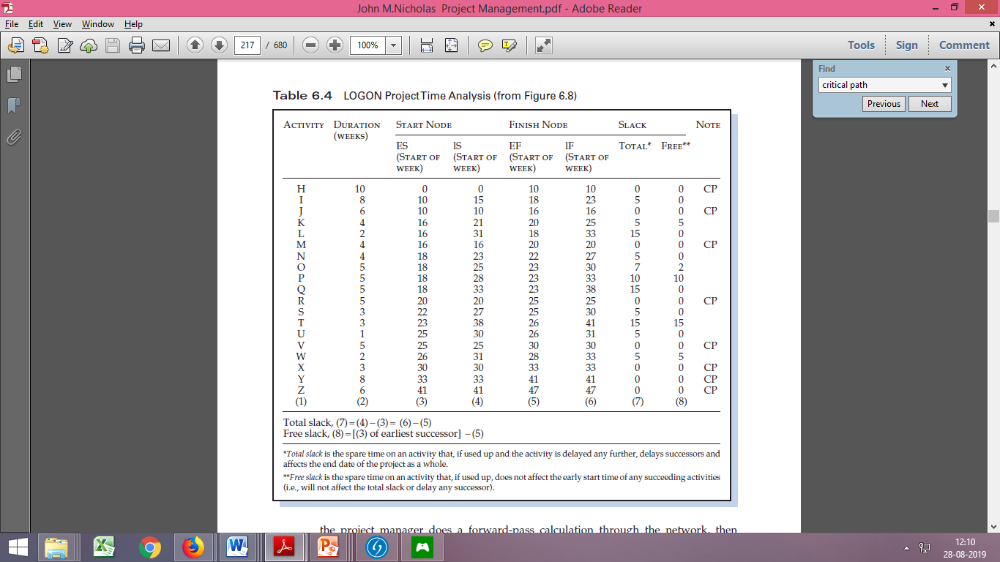 John M.Nicholas Project Management.pdf - Adobe Reader
File Edit View Window Help
217 / 680 100% Tools Sign Comment
Find
critical path
Previous Next
Table 6.4 LOGON Project Time Analysis (from Figure 6.8)
ACTIVITY DURATION (WEEKS) START NODE FINISH NODE SLACK NOTE
ES (START OF WEEK) lS (START OF WEEK) EF (START OF WEEK) lF (START OF WEEK) TOTAL* FREE**
H 10 0 0 10 10 0 0 CP
I 8 10 15 18 23 5 0
J 6 10 10 16 16 0 0 CP
K 4 16 21 20 25 5 5
L 2 16 31 18 33 15 0
M 4 16 16 20 20 0 0 CP
N 4 18 23 22 27 5 0
O 5 18 25 23 30 7 2
P 5 18 28 23 33 10 10
Q 5 18 33 23 38 15 0
R 5 20 20 25 25 0 0 CP
S 3 22 27 25 30 5 0
T 3 23 38 26 41 15 15
U 1 25 30 26 31 5 0
V 5 25 25 30 30 0 0 CP
W 2 26 31 28 33 5 5
X 3 30 30 33 33 0 0 CP
Y 8 33 33 41 41 0 0 CP
Z 6 41 41 47 47 0 0 CP
(1) (2) (3) (4) (5) (6) (7) (8)
Total slack, (7)=(4)–(3)= (6)–(5)
Free slack, (8)=[(3) of earliest successor] –(5)
*Total slack is the spare time on an activity that, if used up and the activity is delayed any further, delays successors and
affects the end date of the project as a whole.
**Free slack is the spare time on an activity that, if used up, does not affect the early start time of any succeeding activities
(i.e., will not affect the total slack or delay any successor).
the project manager does a forward-pass calculation through the network, then
12:10
28-08-2019